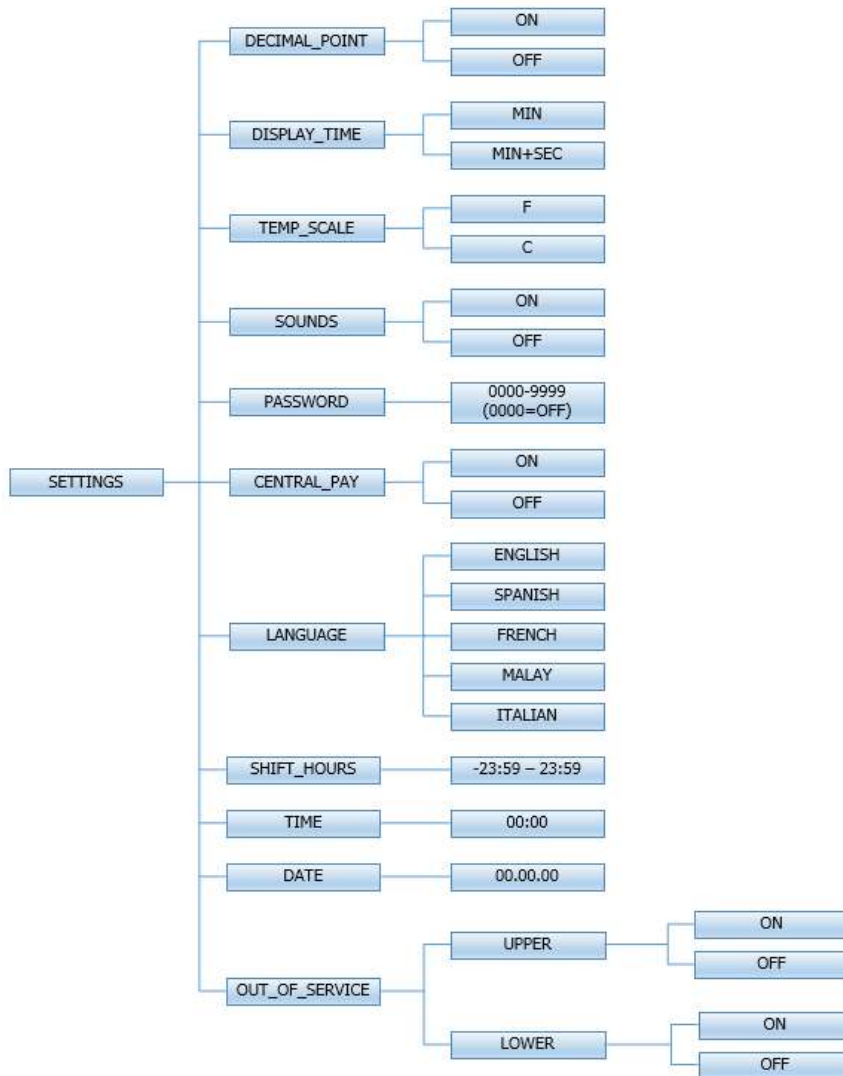 DECIMAL_POINT
ON
OFF
DISPLAY_TIME
MIN
MIN+SEC
TEMP_SCALE
F
C
SOUNDS
ON
OFF
PASSWORD
0000-9999
(0000=OFF)
SETTINGS
CENTRAL_PAY
ON
OFF
LANGUAGE
ENGLISH
SPANISH
FRENCH
MALAY
ITALIAN
SHIFT_HOURS
-23:59 – 23:59
TIME
00:00
DATE
00.00.00
OUT_OF_SERVICE
UPPER
ON
OFF
LOWER
ON
OFF